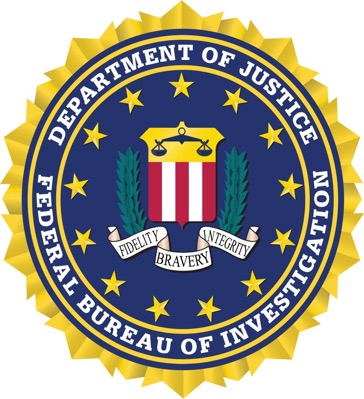 DEPARTMENT OF JUSTICE
FIDELITY
BRAVERY
INTEGRITY
FEDERAL BUREAU OF INVESTIGATION